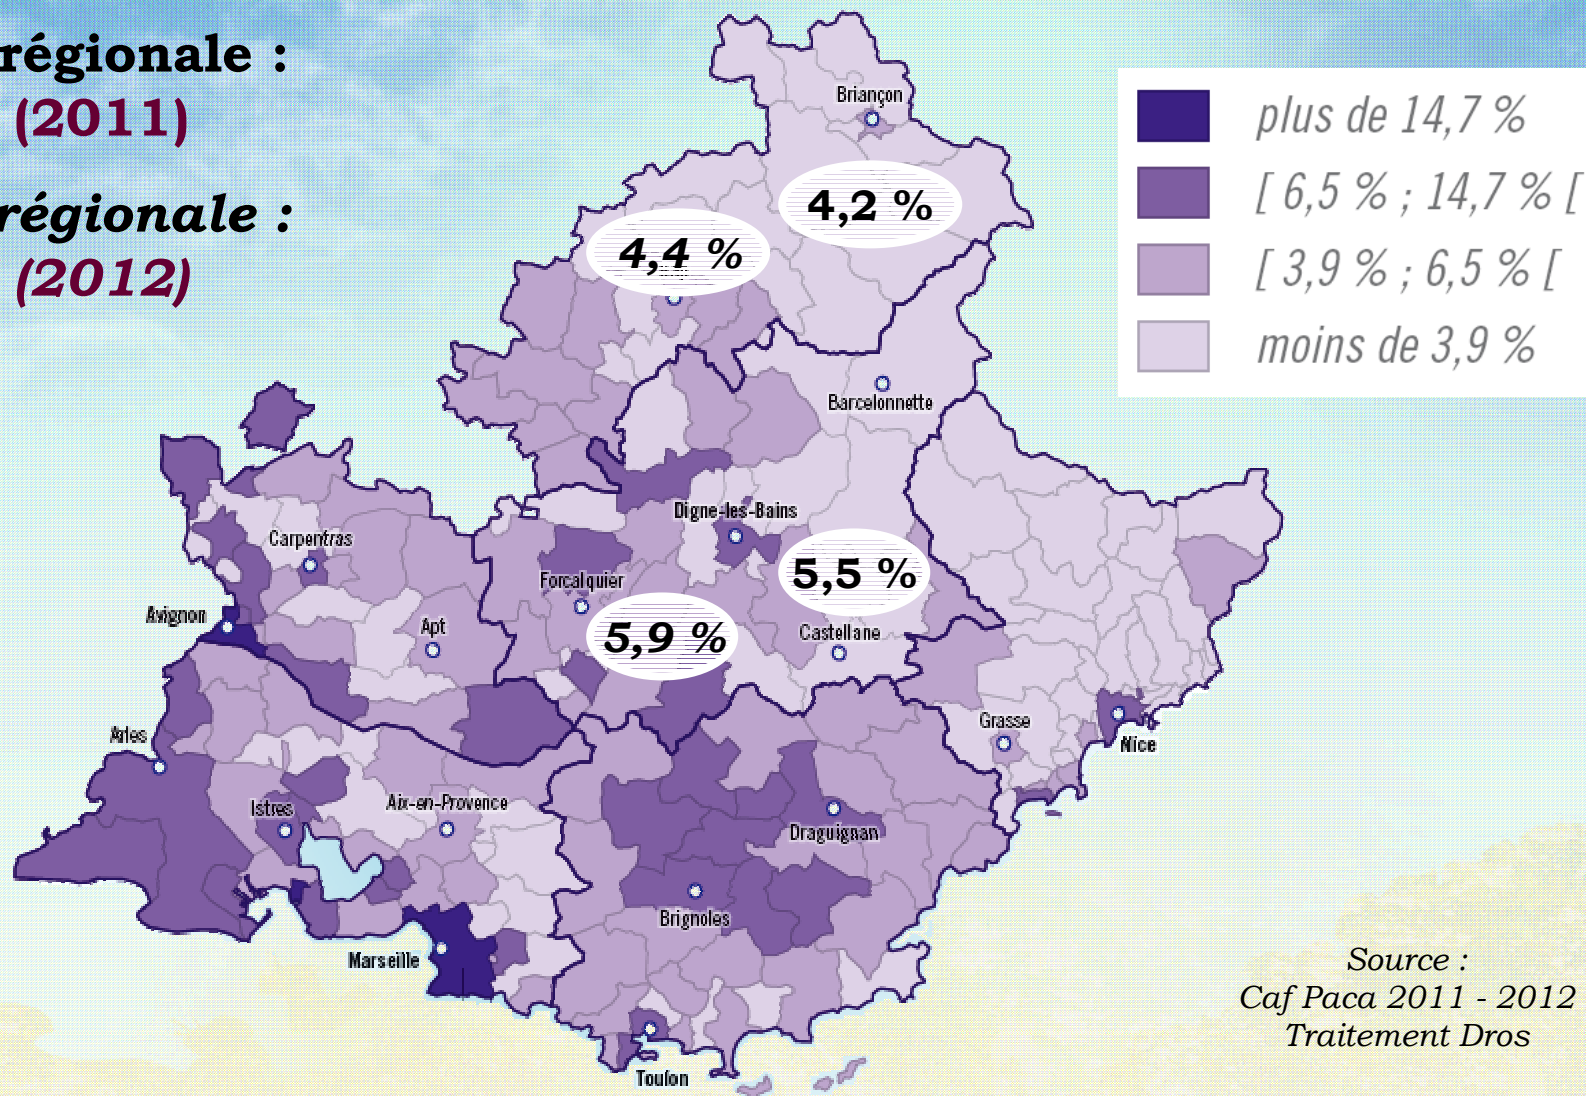 régionale :
(2011)
régionale :
(2012)
plus de 14,7 %
[ 6,5 % ; 14,7 % [
[ 3,9 % ; 6,5 % [
moins de 3,9 %
Briançon
4,2 %
4,4 %
Barcelonnette
Digne-les-Bains
Carpentras
Forcalquier
5,5 %
Avignon
Apt
5,9 %
Castellane
Arles
Grasse
Nice
Istres
Aix-en-Provence
Draguignan
Brignoles
Marseille
Toulon
Source :
Caf Paca 2011 - 2012
Traitement Dros